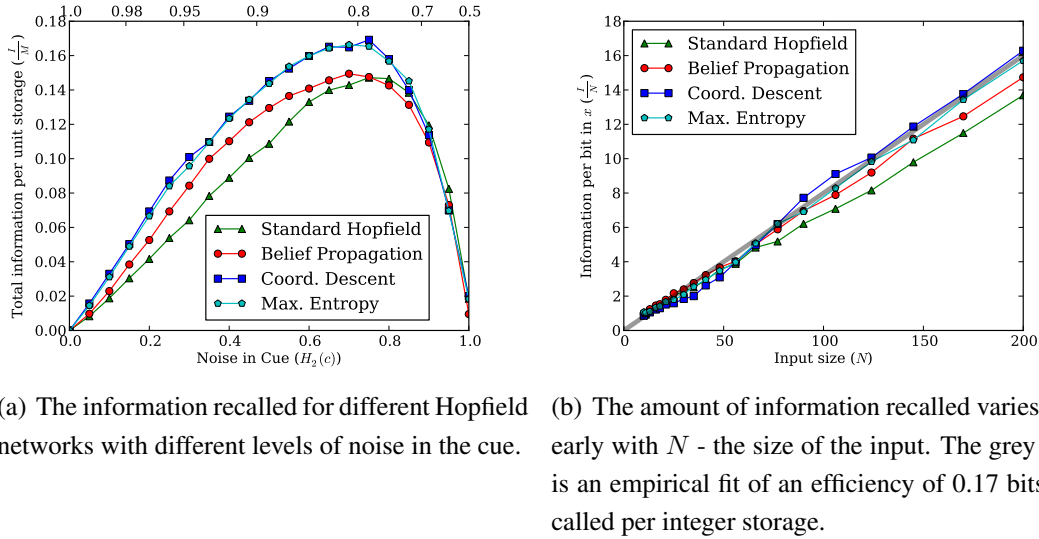 1.0 0.98 0.95 0.9 0.8 0.7 0.5
0.18
0.16
0.14
0.12
0.10
0.08
0.06
0.04
0.02
0.00
Total information per unit storage (I/M)
Standard Hopfield
Belief Propagation
Coord. Descent
Max. Entropy
0.0 0.2 0.4 0.6 0.8 1.0
Noise in Cue (H₂(c))
18
16
14
12
10
8
6
4
2
0
Information per bit in x (I/N)
Standard Hopfield
Belief Propagation
Coord. Descent
Max. Entropy
0 50 100 150 200
Input size (N)
a) The information recalled for different Hopfield
networks with different levels of noise in the cue.
(b) The amount of information recalled varies
early with N - the size of the input. The grey
is an empirical fit of an efficiency of 0.17 bits
called per integer storage.